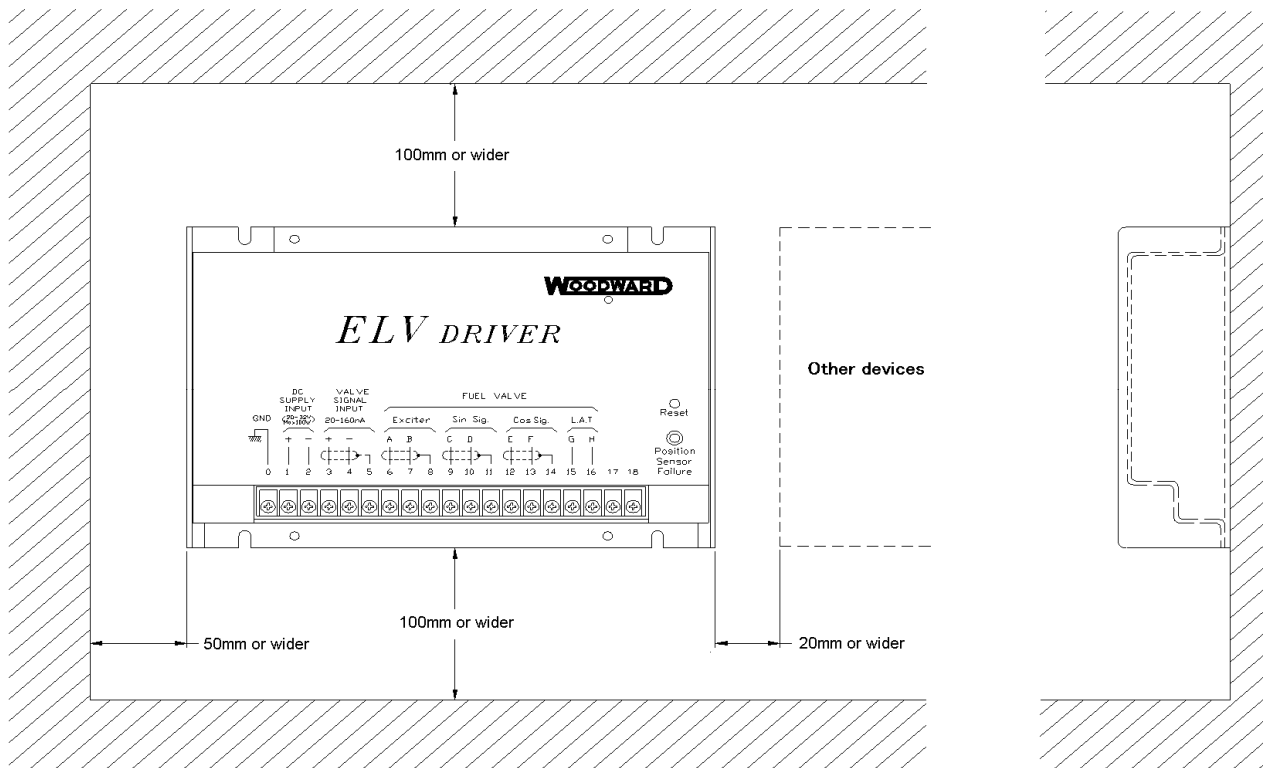 100mm or wider
WOODWARD
ELV DRIVER
Other devices
DC SUPPLY INPUT
VALVE SIGNAL INPUT
20-160mA
FUEL VALVE
GND
Exciter
Sin Sig.
Cos Sig.
L.A.T
Reset
+ - + - A B C D E F G H
Position
Sensor
Failure
0 1 2 3 4 5 6 7 8 9 10 11 12 13 14 15 16 17 18
100mm or wider
50mm or wider
20mm or wider